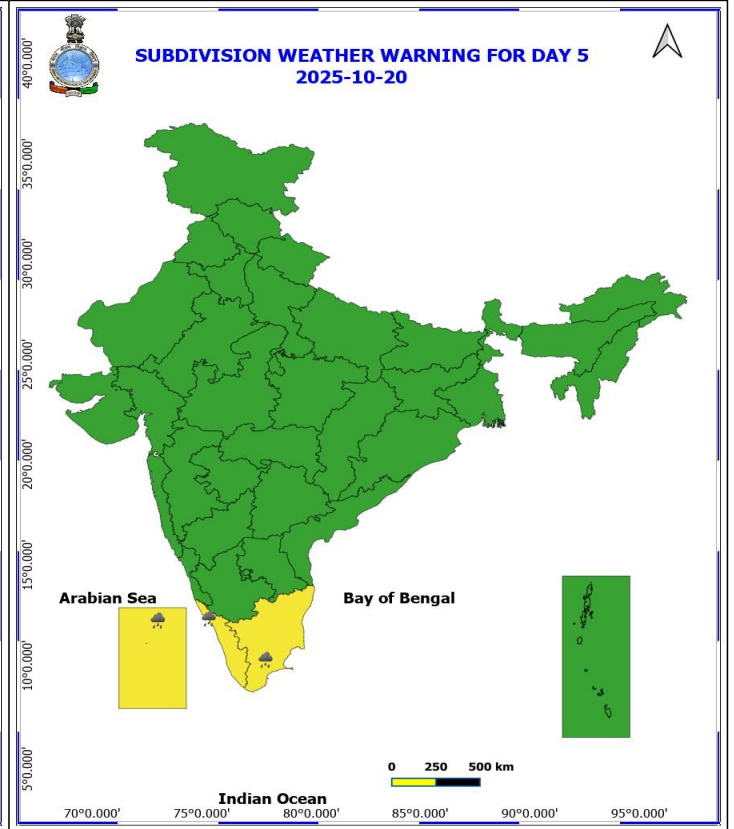 SUBDIVISION WEATHER WARNING FOR DAY 5
2025-10-20
40°0.000'
35°0.000'
30°0.000'
25°0.000'
20°0.000'
15°0.000'
10°0.000'
5°0.000'
Arabian Sea
Bay of Bengal
0 250 500 km
Indian Ocean
70°0.000' 75°0.000' 80°0.000' 85°0.000' 90°0.000' 95°0.000'